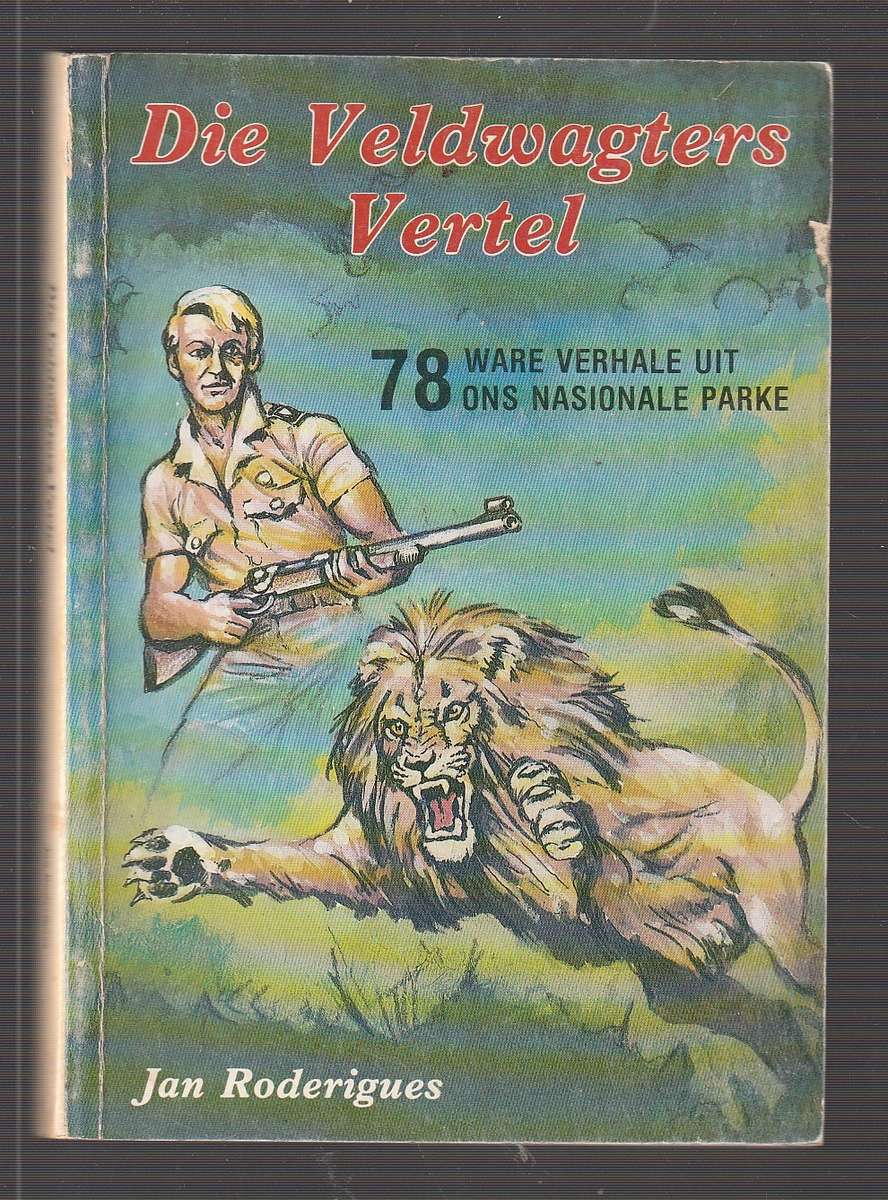 Die Veldwagters
Vertel
78 WARE VERHALE UIT
ONS NASIONALE PARKE
Jan Roderigues